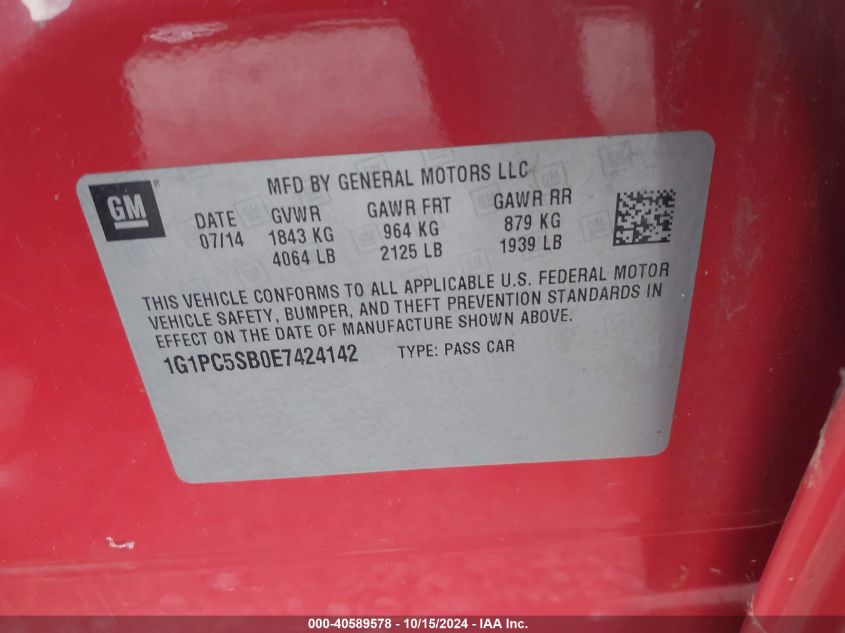 GM ®
MFD BY GENERAL MOTORS LLC
DATE GVWR GAWR FRT GAWR RR
07/14 1843 KG 964 KG 879 KG
4064 LB 2125 LB 1939 LB
THIS VEHICLE CONFORMS TO ALL APPLICABLE U.S. FEDERAL MOTOR
VEHICLE SAFETY, BUMPER, AND THEFT PREVENTION STANDARDS IN
EFFECT ON THE DATE OF MANUFACTURE SHOWN ABOVE.
1G1PC5SB0E7424142 TYPE: PASS CAR
000-40589578 - 10/15/2024 - IAA Inc.